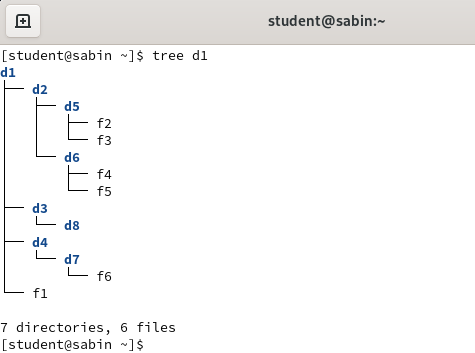 student@sabin:~
[student@sabin ~]$ tree d1
d1
├── d2
│   ├── d5
│   │   ├── f2
│   │   └── f3
│   └── d6
│       ├── f4
│       └── f5
├── d3
│   └── d8
├── d4
│   └── d7
│       └── f6
└── f1
7 directories, 6 files
[student@sabin ~]$